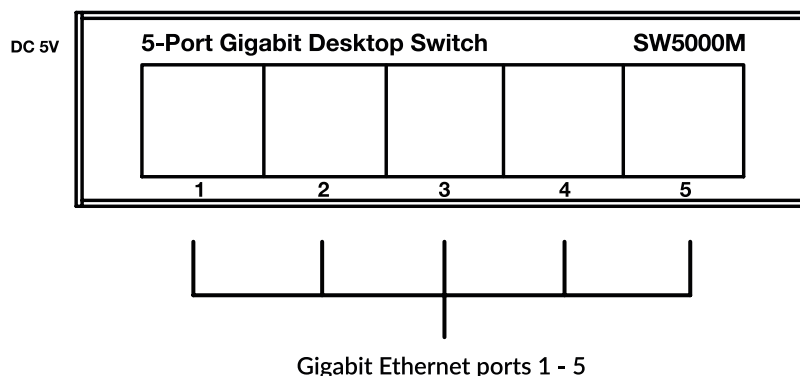 5-Port Gigabit Desktop Switch SW5000M
DC 5V
1 2 3 4 5
Gigabit Ethernet ports 1 - 5